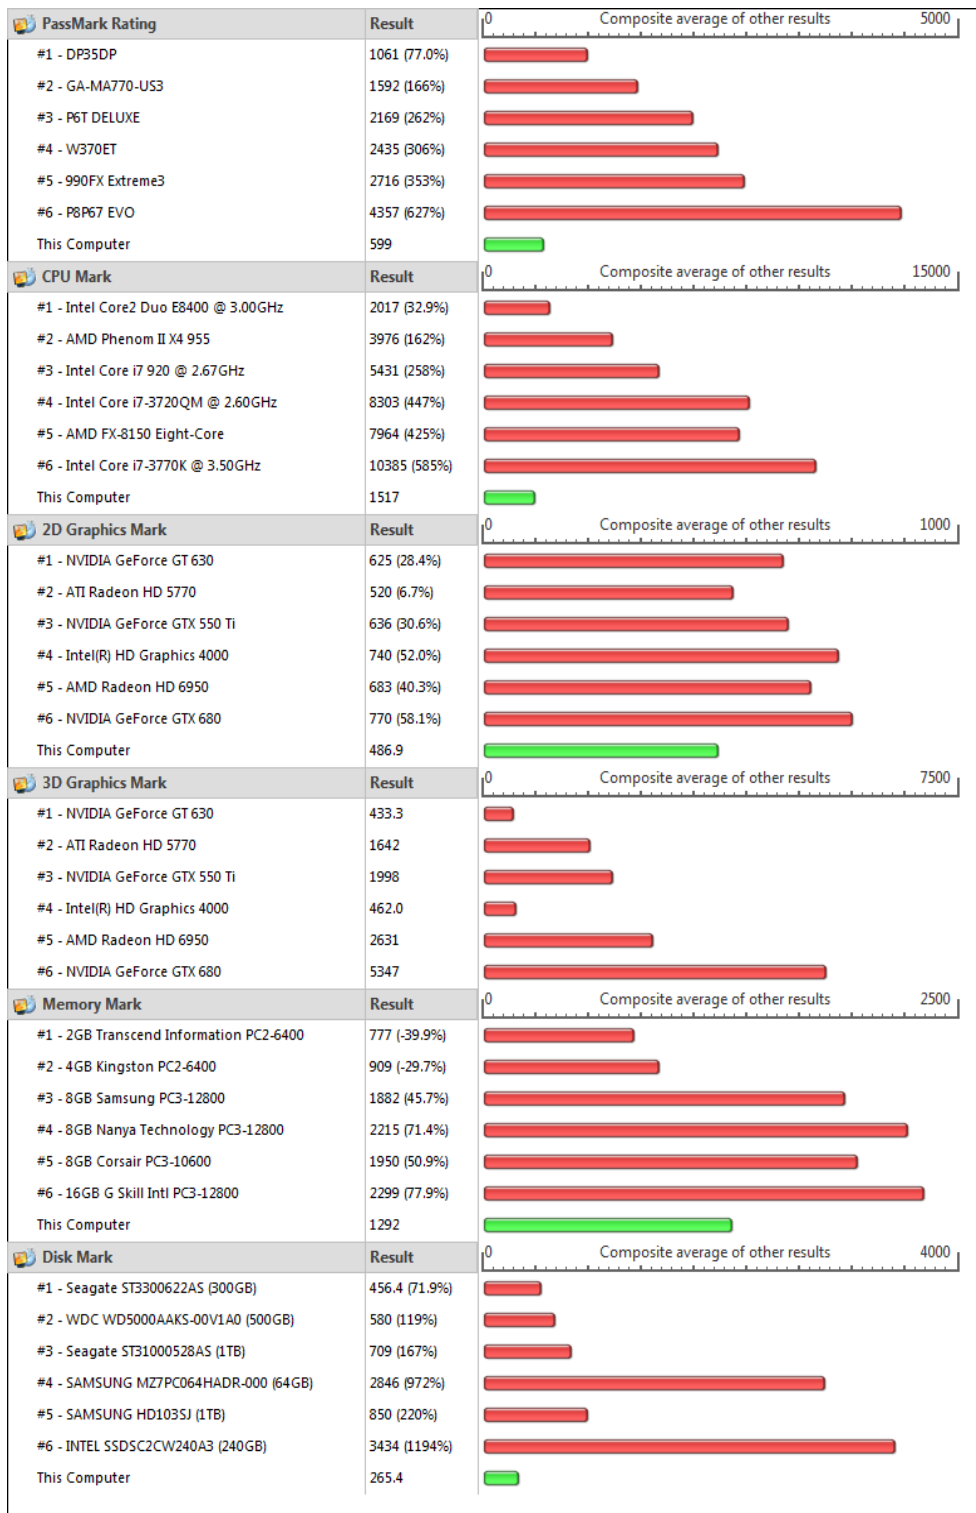 PassMark Rating Result 0 Composite average of other results 5000
#1 - DP35DP 1061 (77.0%)
#2 - GA-MA770-US3 1592 (166%)
#3 - P6T DELUXE 2169 (262%)
#4 - W370ET 2435 (306%)
#5 - 990FX Extreme3 2716 (353%)
#6 - P8P67 EVO 4357 (627%)
This Computer 599
CPU Mark Result 0 Composite average of other results 15000
#1 - Intel Core2 Duo E8400 @ 3.00GHz 2017 (32.9%)
#2 - AMD Phenom II X4 955 3976 (162%)
#3 - Intel Core i7 920 @ 2.67GHz 5431 (258%)
#4 - Intel Core i7-3720QM @ 2.60GHz 8303 (447%)
#5 - AMD FX-8150 Eight-Core 7964 (425%)
#6 - Intel Core i7-3770K @ 3.50GHz 10385 (585%)
This Computer 1517
2D Graphics Mark Result 0 Composite average of other results 1000
#1 - NVIDIA GeForce GT 630 625 (28.4%)
#2 - ATI Radeon HD 5770 520 (6.7%)
#3 - NVIDIA GeForce GTX 550 Ti 636 (30.6%)
#4 - Intel(R) HD Graphics 4000 740 (52.0%)
#5 - AMD Radeon HD 6950 683 (40.3%)
#6 - NVIDIA GeForce GTX 680 770 (58.1%)
This Computer 486.9
3D Graphics Mark Result 0 Composite average of other results 7500
#1 - NVIDIA GeForce GT 630 433.3
#2 - ATI Radeon HD 5770 1642
#3 - NVIDIA GeForce GTX 550 Ti 1998
#4 - Intel(R) HD Graphics 4000 462.0
#5 - AMD Radeon HD 6950 2631
#6 - NVIDIA GeForce GTX 680 5347
Memory Mark Result 0 Composite average of other results 2500
#1 - 2GB Transcend Information PC2-6400 777 (-39.9%)
#2 - 4GB Kingston PC2-6400 909 (-29.7%)
#3 - 8GB Samsung PC3-12800 1882 (45.7%)
#4 - 8GB Nanya Technology PC3-12800 2215 (71.4%)
#5 - 8GB Corsair PC3-10600 1950 (50.9%)
#6 - 16GB G Skill Intl PC3-12800 2299 (77.9%)
This Computer 1292
Disk Mark Result 0 Composite average of other results 4000
#1 - Seagate ST3300622AS (300GB) 456.4 (71.9%)
#2 - WDC WD5000AAKS-00V1A0 (500GB) 580 (119%)
#3 - Seagate ST31000528AS (1TB) 709 (167%)
#4 - SAMSUNG MZ7PC064HADR-000 (64GB) 2846 (972%)
#5 - SAMSUNG HD103SJ (1TB) 850 (220%)
#6 - INTEL SSDSC2CW240A3 (240GB) 3434 (1194%)
This Computer 265.4